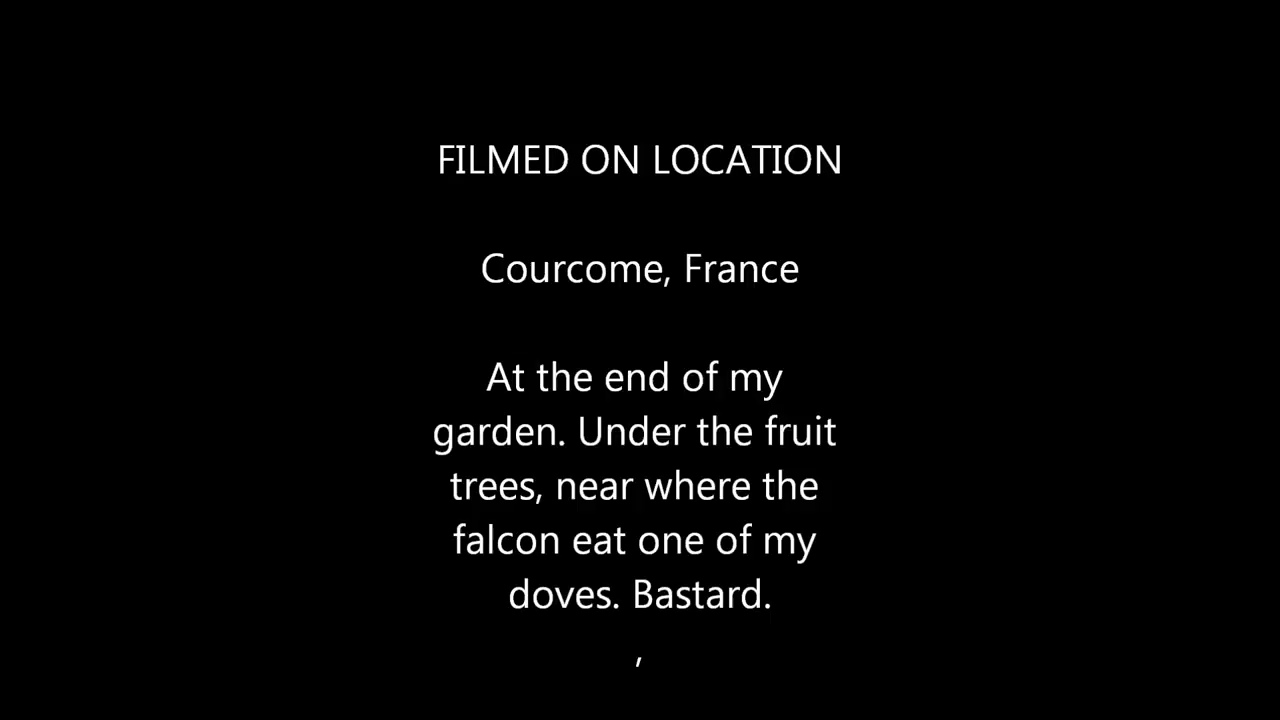 FILMED ON LOCATION
Courcome, France
At the end of my
garden. Under the fruit
trees, near where the
falcon eat one of my
doves. Bastard.
,